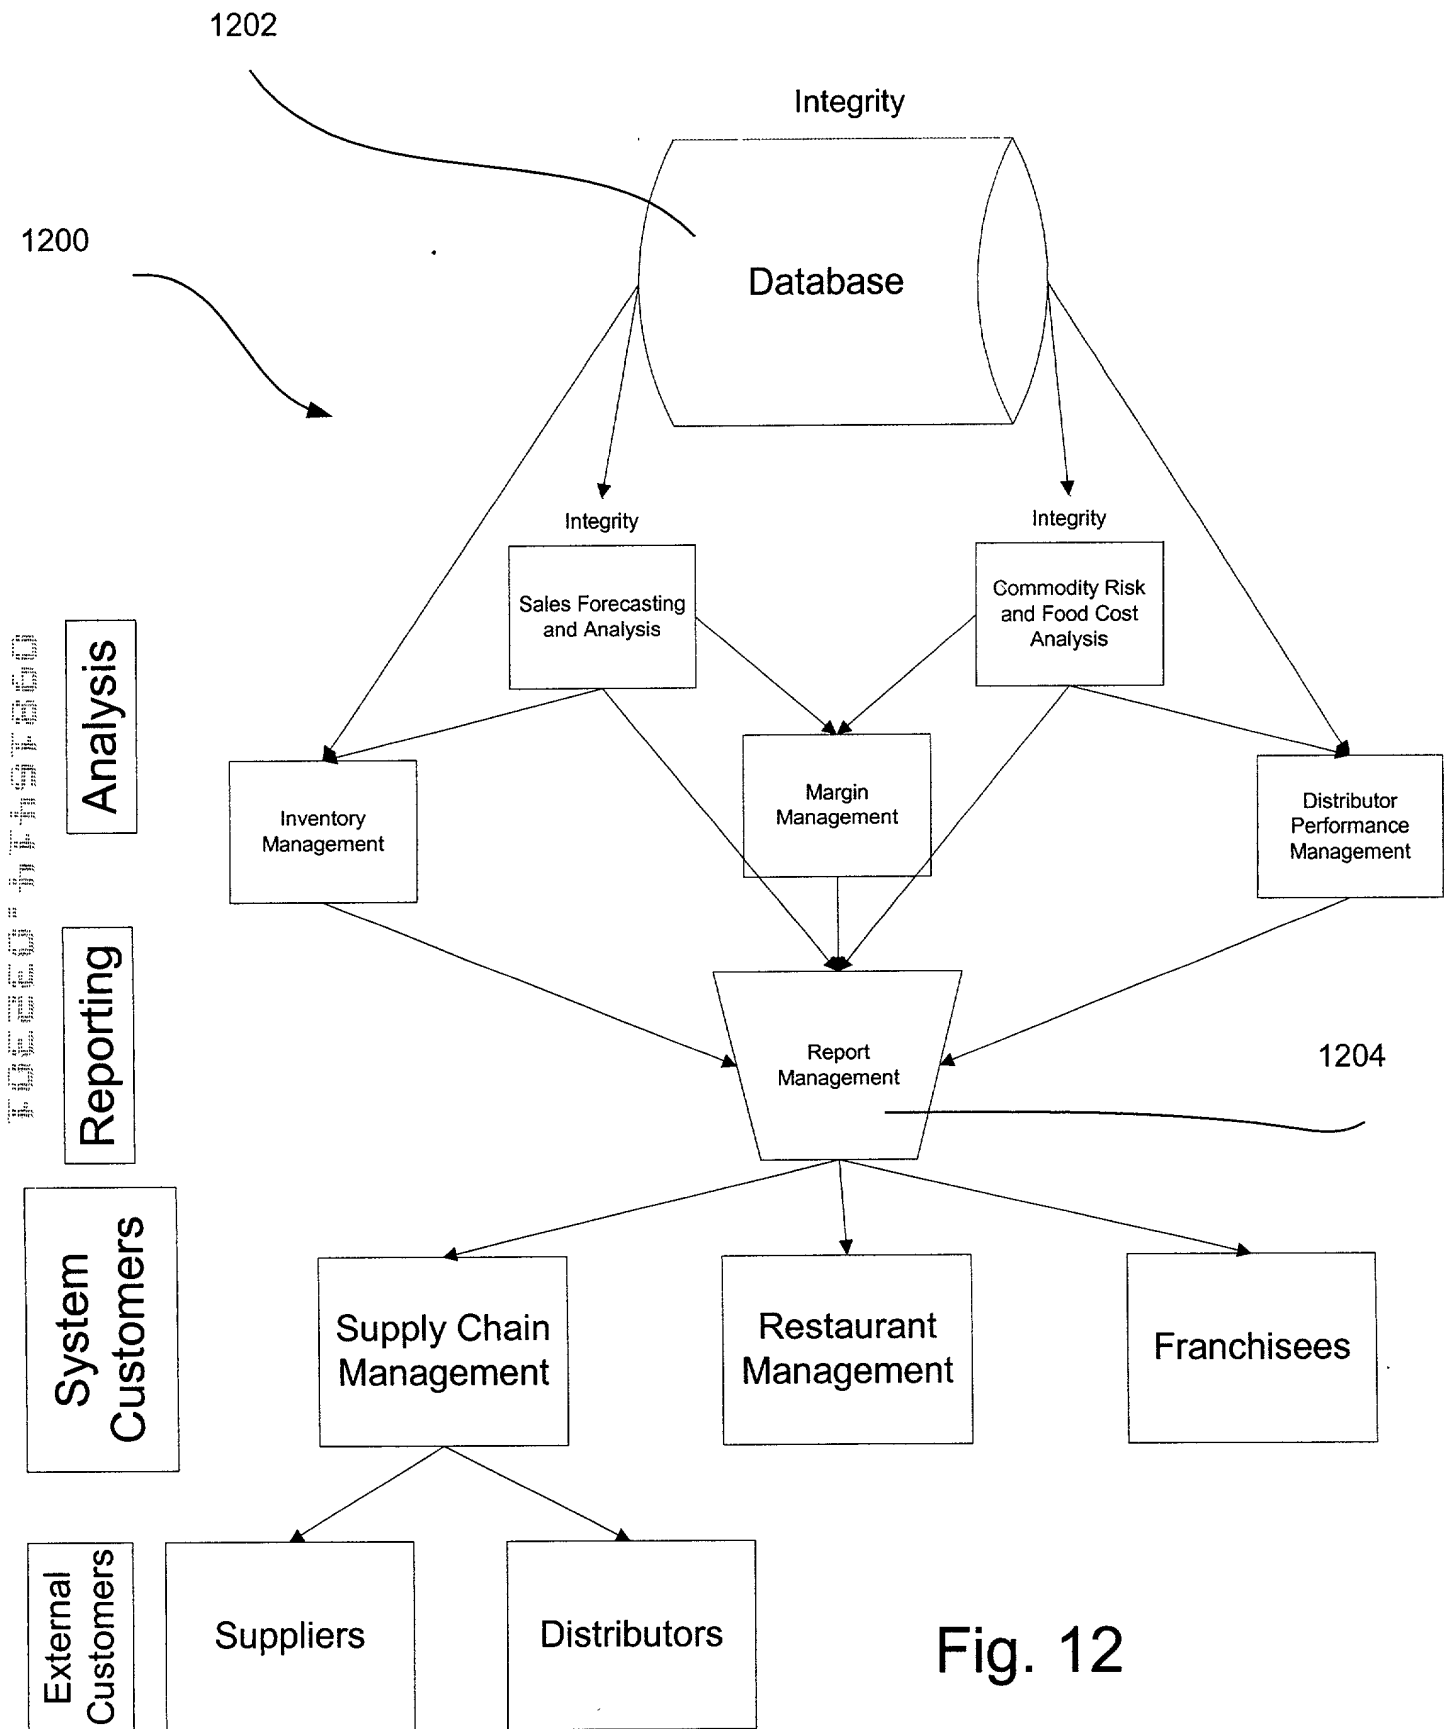 1202
Integrity
1200
Database
Integrity
Integrity
Sales Forecasting
and Analysis
Commodity Risk
and Food Cost
Analysis
Analysis
Inventory
Management
Margin
Management
Distributor
Performance
Management
Reporting
Report
Management
1204
System
Customers
Supply Chain
Management
Restaurant
Management
Franchisees
External
Customers
Suppliers
Distributors
Fig. 12